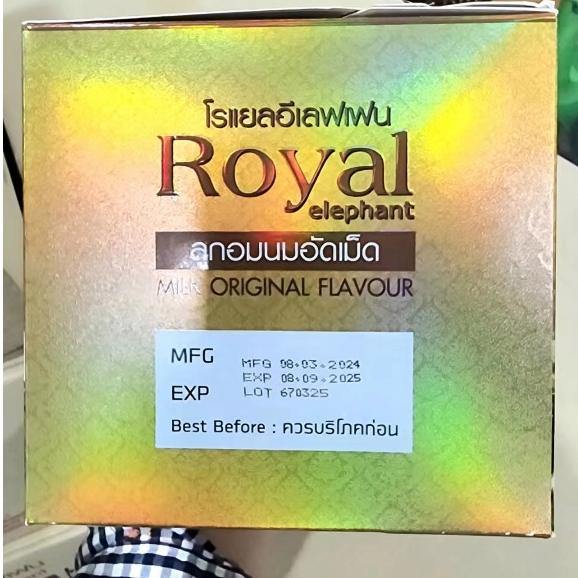 โรแยลอีเลฟเฟน
Royal
elephant
ลูกอมนมอัดเม็ด
MILK ORIGINAL FLAVOUR
MFG
MFG 08·03·2024
EXP 08·09·2025
EXP
LOT 670325
Best Before : ควรบริโภคก่อน